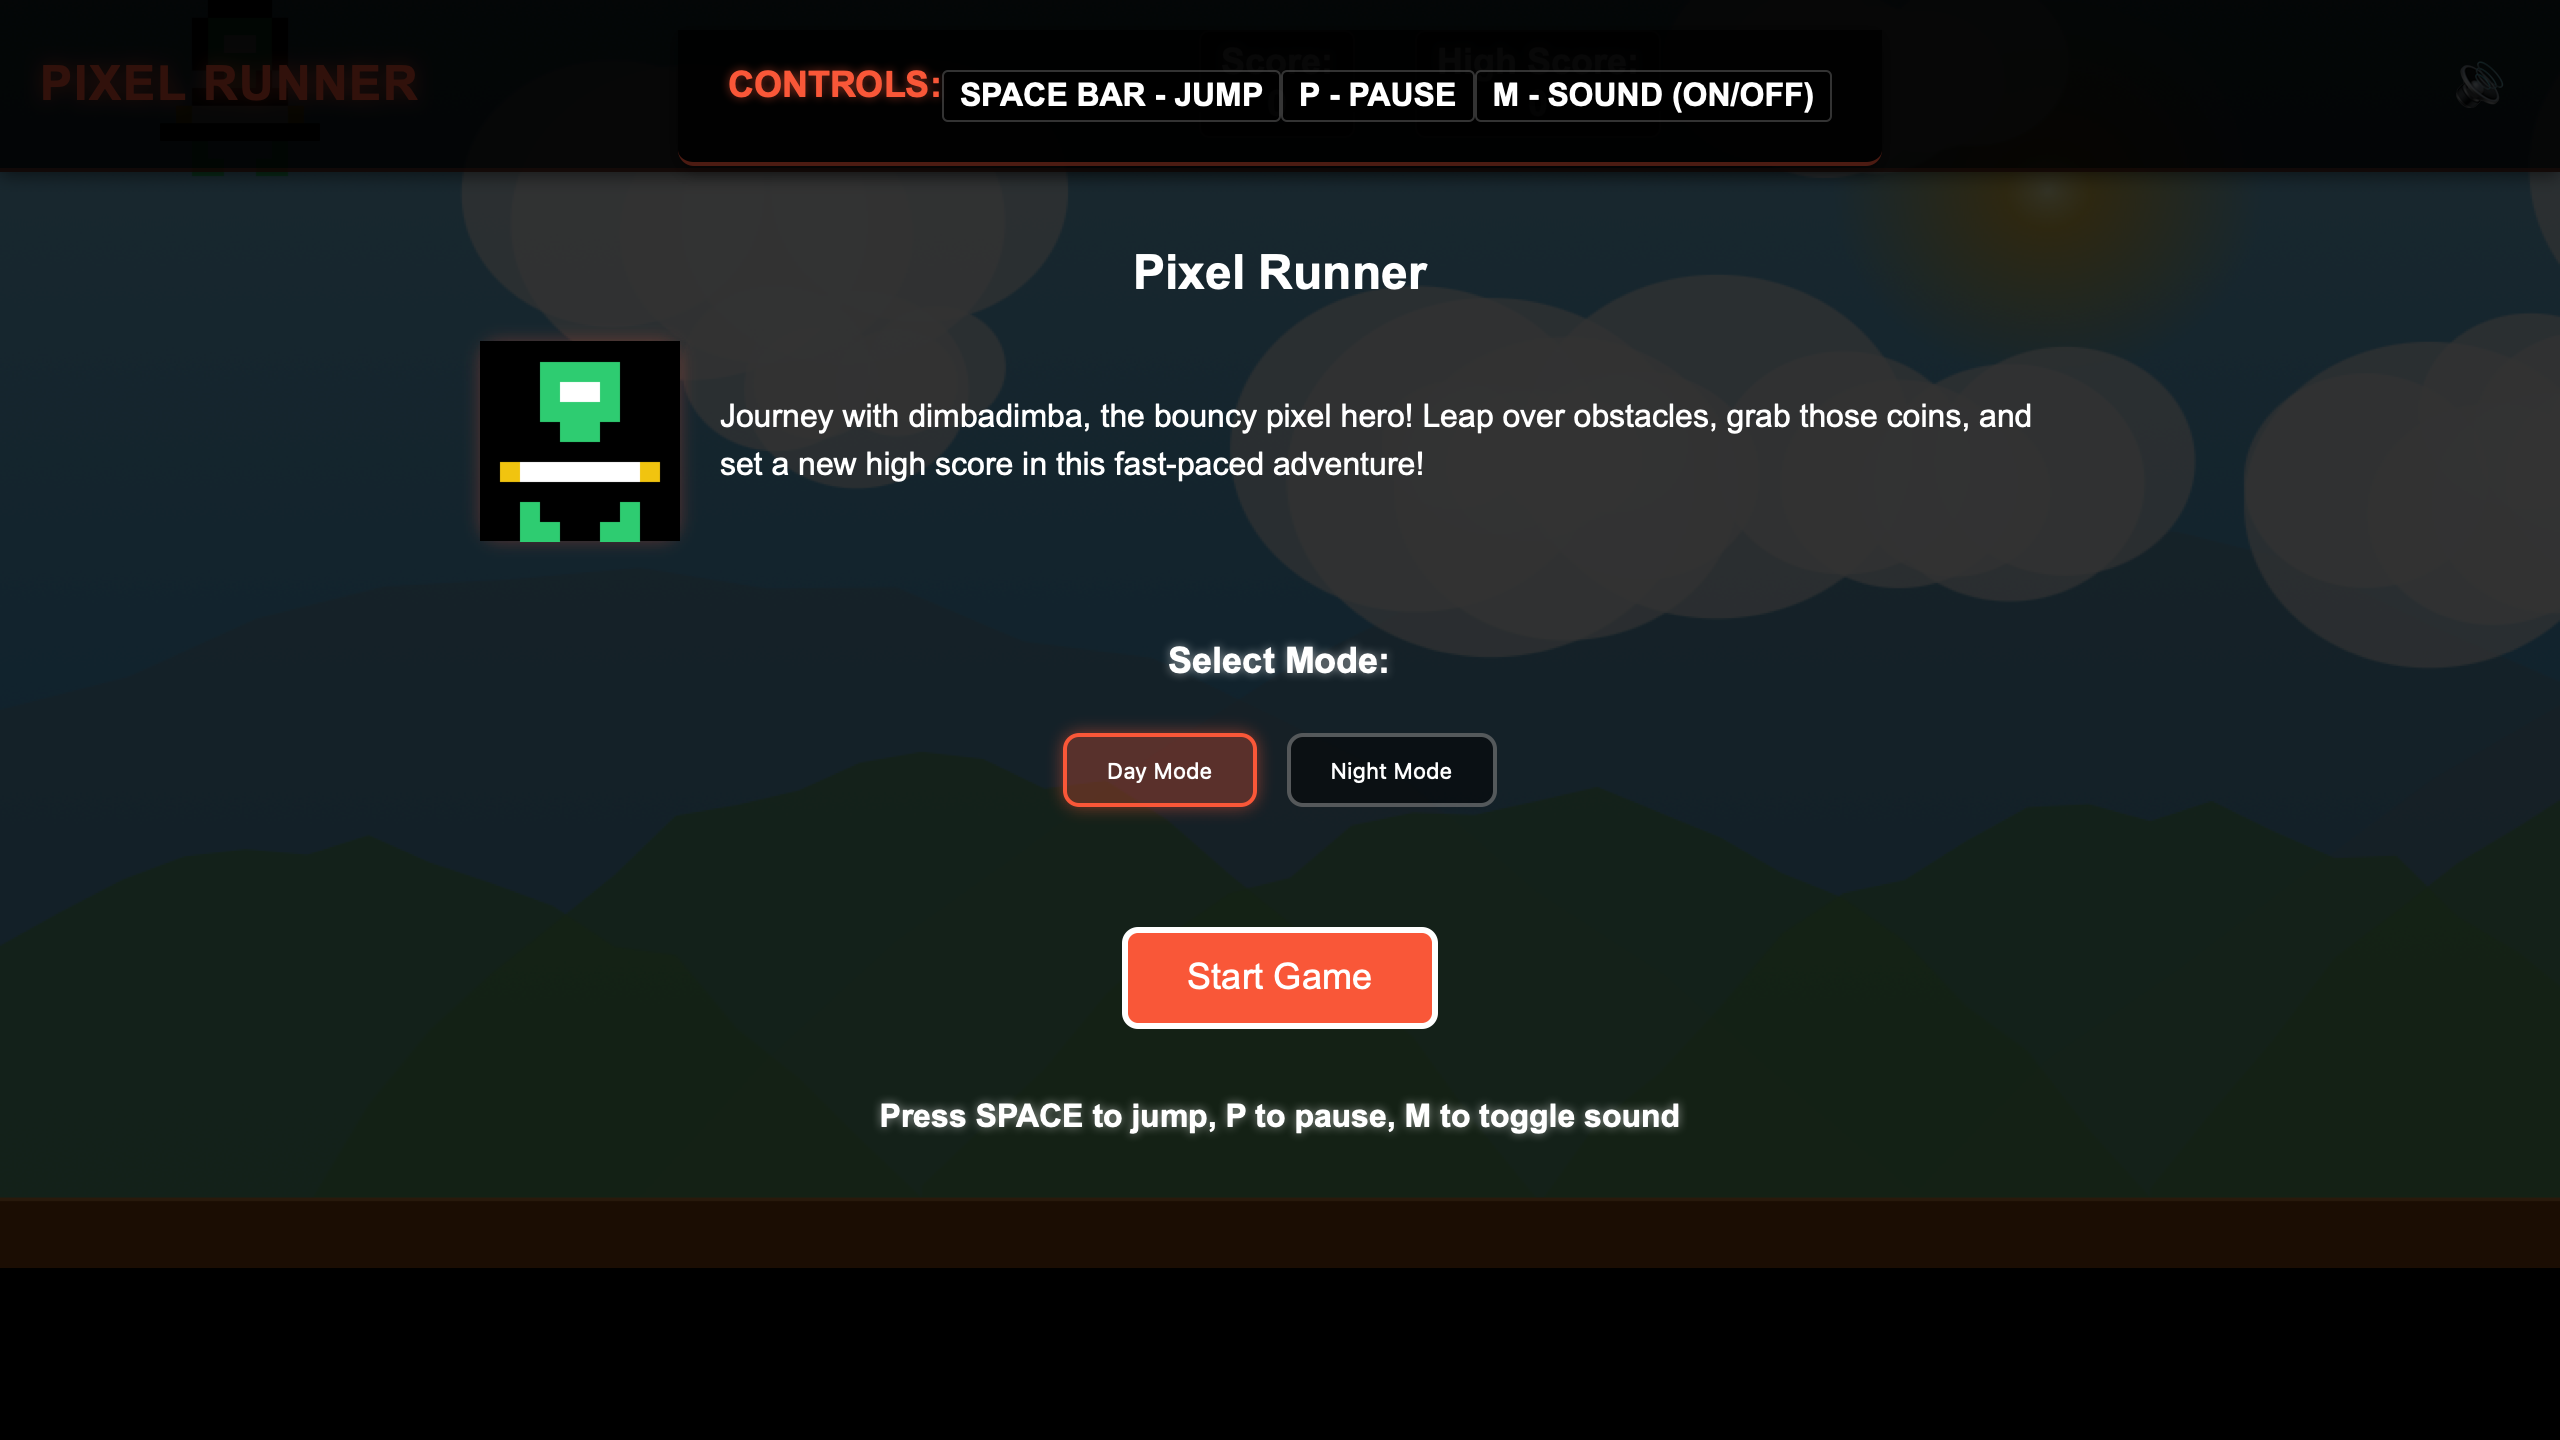 PIXEL RUNNER
Score:
High Score:
CONTROLS:
SPACE BAR - JUMP
P - PAUSE
M - SOUND (ON/OFF)
Pixel Runner
Journey with dimbadimba, the bouncy pixel hero! Leap over obstacles, grab those coins, and
set a new high score in this fast-paced adventure!
Select Mode:
Day Mode
Night Mode
Start Game
Press SPACE to jump, P to pause, M to toggle sound